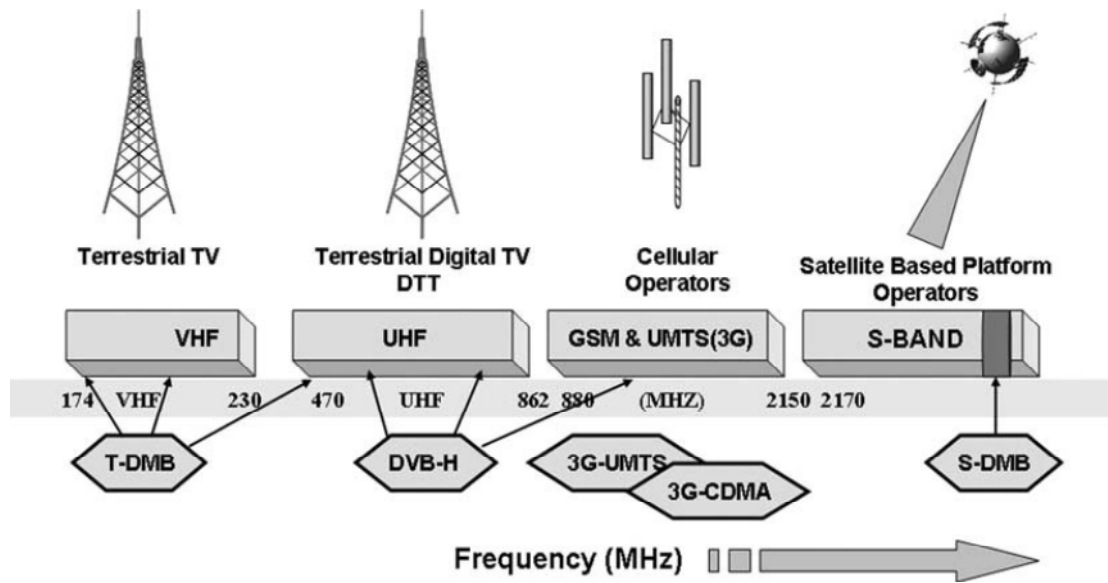 Terrestrial TV
Terrestrial Digital TV
DTT
Cellular
Operators
Satellite Based Platform
Operators
VHF
UHF
GSM & UMTS(3G)
S-BAND
174 VHF 230 470 UHF 862 880 (MHZ) 2150 2170
T-DMB
DVB-H
3G-UMTS
3G-CDMA
S-DMB
Frequency (MHz)